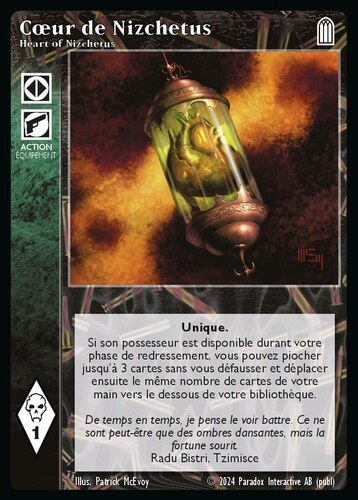 Cœur de Nizchetus
Heart of Nizchetus
ACTION
ÉQUIPEMENT
Unique.
Si son possesseur est disponible durant votre
phase de redressement, vous pouvez piocher
jusqu'à 3 cartes sans vous défausser et déplacer
ensuite le même nombre de cartes de votre
main vers le dessous de votre bibliothèque.
De temps en temps, je pense le voir battre. Ce ne
sont peut-être que des ombres dansantes, mais la
fortune sourit.
Radu Bistri, Tzimisce
1
Illus. Patrick McEvoy
© 2024 Paradox Interactive AB (publ)